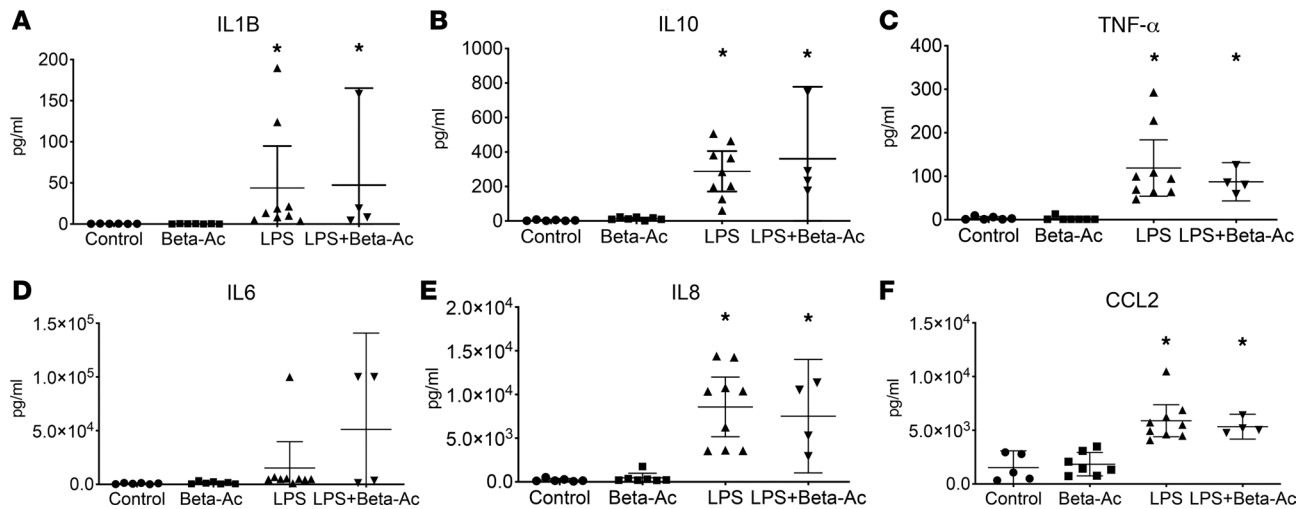 A
IL1B
pg/ml
200
150
100
50
0
* *
Control Beta-Ac LPS LPS+Beta-Ac
B
IL10
pg/ml
1000
800
600
400
200
0
* *
Control Beta-Ac LPS LPS+Beta-Ac
C
TNF-α
pg/ml
400
300
200
100
0
* *
Control Beta-Ac LPS LPS+Beta-Ac
D
IL6
pg/ml
1.5×10⁵
1.0×10⁵
5.0×10⁴
0.0
Control Beta-Ac LPS LPS+Beta-Ac
E
IL8
pg/ml
2.0×10⁴
1.5×10⁴
1.0×10⁴
5.0×10³
0.0
* *
Control Beta-Ac LPS LPS+Beta-Ac
F
CCL2
pg/ml
1.5×10⁴
1.0×10⁴
5.0×10³
0.0
* *
Control Beta-Ac LPS LPS+Beta-Ac